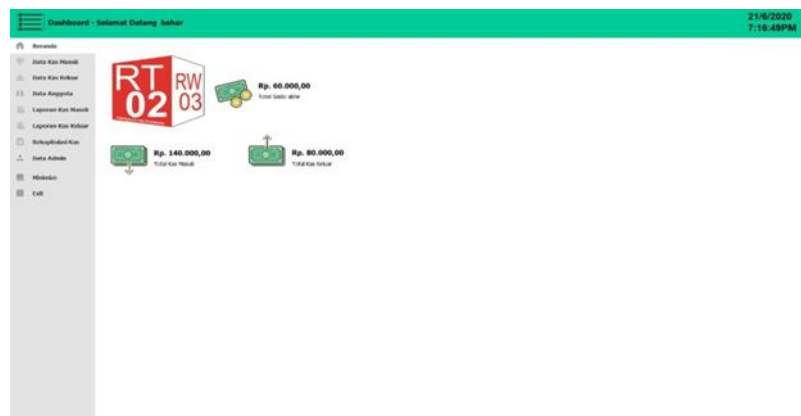 Dashboard - Selamat Datang bahar
21/6/2020
7:16:49PM
Beranda
Data Kas Masuk
Data Kas Keluar
Data Anggota
Laporan Kas Masuk
Laporan Kas Keluar
Rekapitulasi Kas
Data Admin
Minimize
Exit
RT
02
RW
03
Rp. 60.000,00
Total Saldo akhir
Rp. 140.000,00
Total Kas Masuk
Rp. 80.000,00
Total Kas Keluar